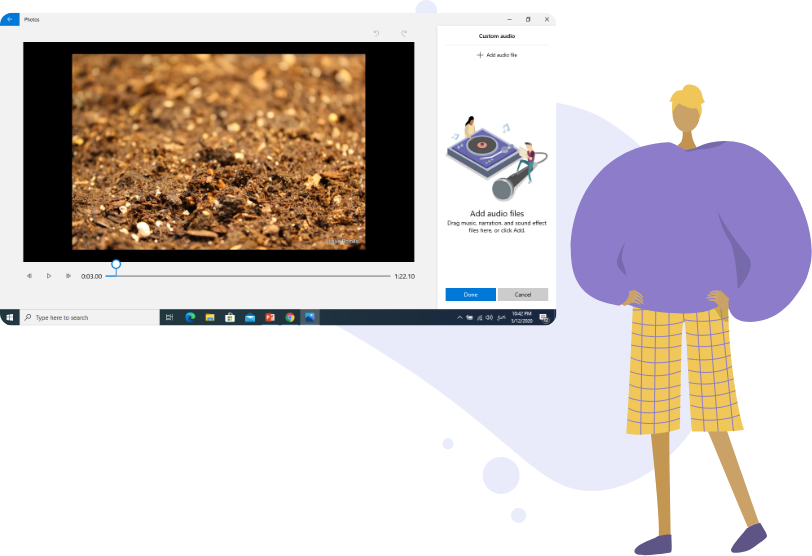 Photos
Custom audio
Add audio file
Add audio files
Drag music, narration, and sound effect
files here, or click Add.
0:03.00
1:22.10
Done
Cancel
Type here to search
10:42 PM
5/12/2020